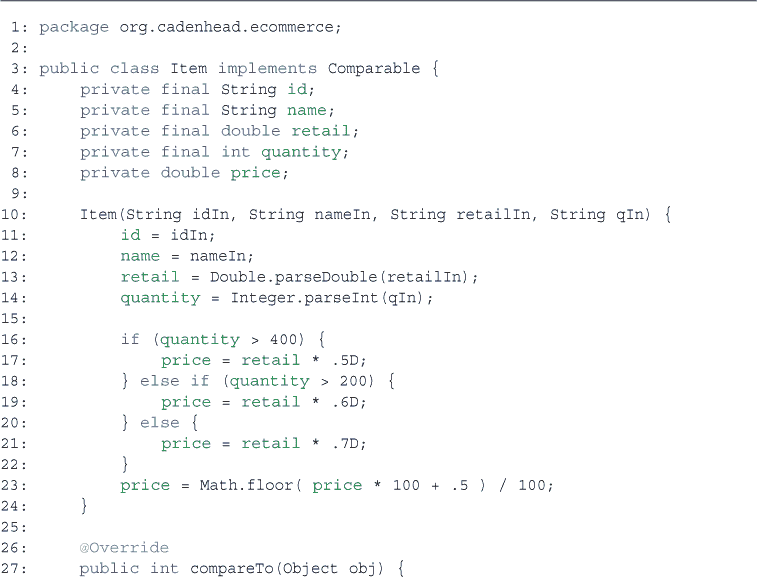 1: package org.cadenhead.ecommerce;
2:
3: public class Item implements Comparable {
4:     private final String id;
5:     private final String name;
6:     private final double retail;
7:     private final int quantity;
8:     private double price;
9:
10:     Item(String idIn, String nameIn, String retailIn, String qIn) {
11:         id = idIn;
12:         name = nameIn;
13:         retail = Double.parseDouble(retailIn);
14:         quantity = Integer.parseInt(qIn);
15:
16:         if (quantity > 400) {
17:             price = retail * .5D;
18:         } else if (quantity > 200) {
19:             price = retail * .6D;
20:         } else {
21:             price = retail * .7D;
22:         }
23:         price = Math.floor( price * 100 + .5 ) / 100;
24:     }
25:
26:     @Override
27:     public int compareTo(Object obj) {